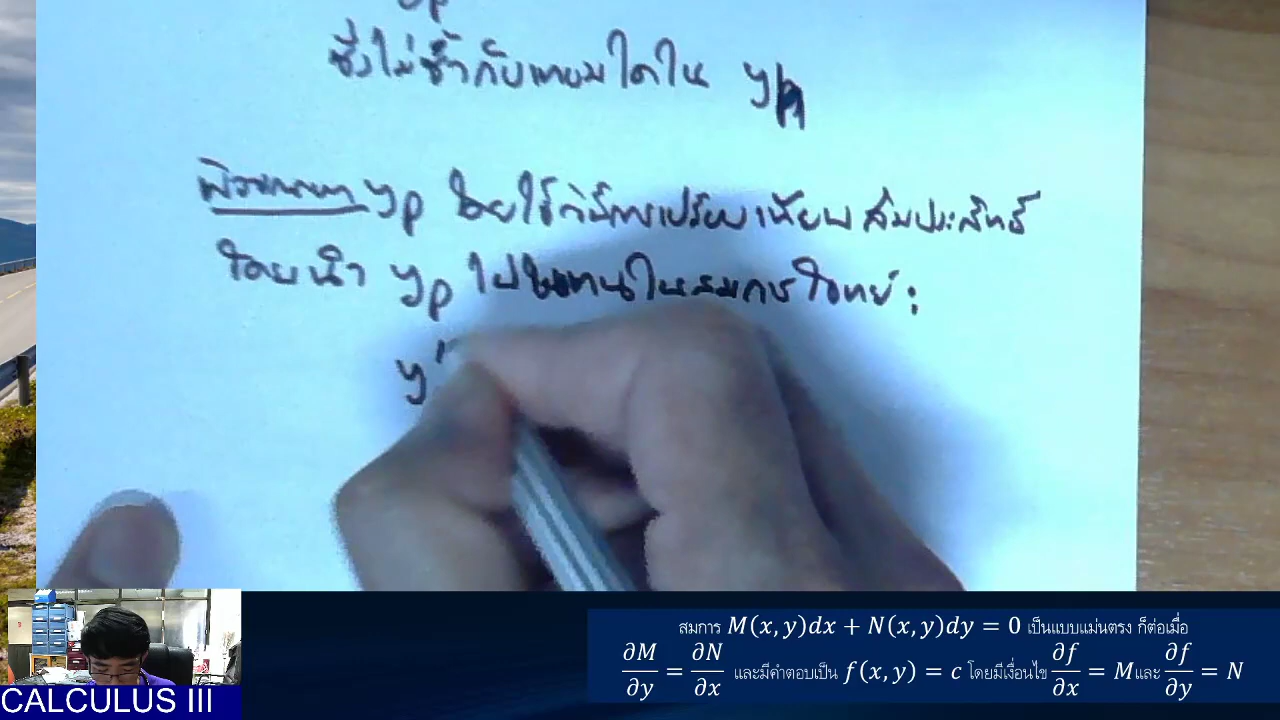 ซึ่งไม่ซ้ำกับเทอมใดใน yh
พิจารณา yp โดยใช้วิธีการเปรียบเทียบสัมประสิทธิ์
โดยนำ yp ไปแทนในสมการโจทย์ :
y"
สมการ M(x, y)dx + N(x, y)dy = 0 เป็นแบบแม่นตรง ก็ต่อเมื่อ
∂M/∂y = ∂N/∂x และมีคำตอบเป็น f(x, y) = c โดยมีเงื่อนไข ∂f/∂x = M และ ∂f/∂y = N
CALCULUS III